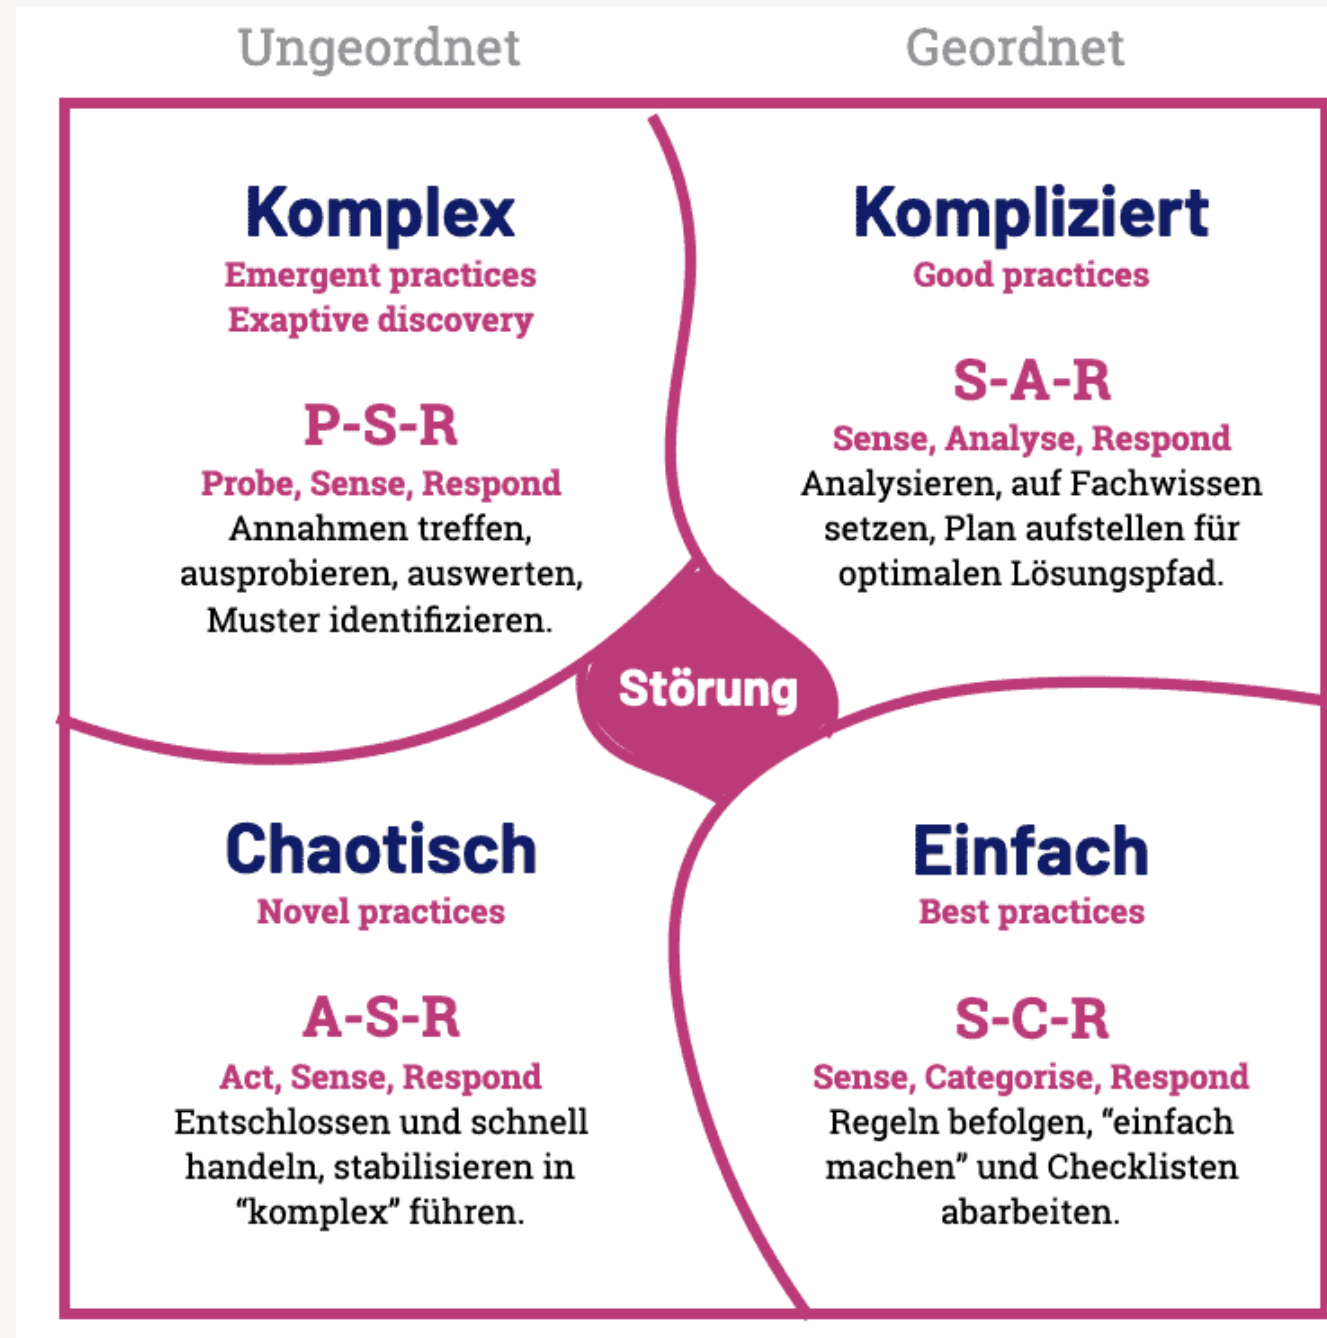 Ungeordnet
Geordnet
Komplex
Emergent practices
Exaptive discovery
P-S-R
Probe, Sense, Respond
Annahmen treffen,
ausprobieren, auswerten,
Muster identifizieren.
Kompliziert
Good practices
S-A-R
Sense, Analyse, Respond
Analysieren, auf Fachwissen
setzen, Plan aufstellen für
optimalen Lösungspfad.
Störung
Chaotisch
Novel practices
A-S-R
Act, Sense, Respond
Entschlossen und schnell
handeln, stabilisieren in
“komplex” führen.
Einfach
Best practices
S-C-R
Sense, Categorise, Respond
Regeln befolgen, “einfach
machen” und Checklisten
abarbeiten.